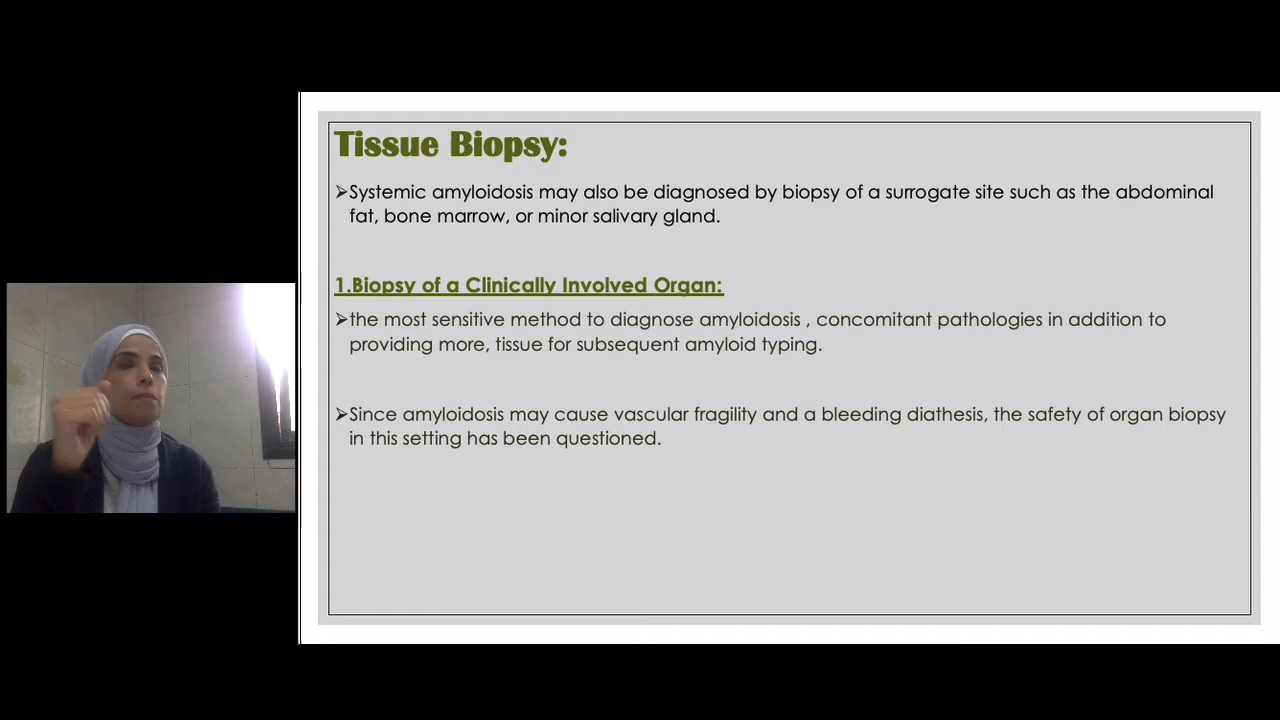 Tissue Biopsy:
➢Systemic amyloidosis may also be diagnosed by biopsy of a surrogate site such as the abdominal
fat, bone marrow, or minor salivary gland.
1.Biopsy of a Clinically Involved Organ:
➢the most sensitive method to diagnose amyloidosis , concomitant pathologies in addition to
providing more, tissue for subsequent amyloid typing.
➢Since amyloidosis may cause vascular fragility and a bleeding diathesis, the safety of organ biopsy
in this setting has been questioned.